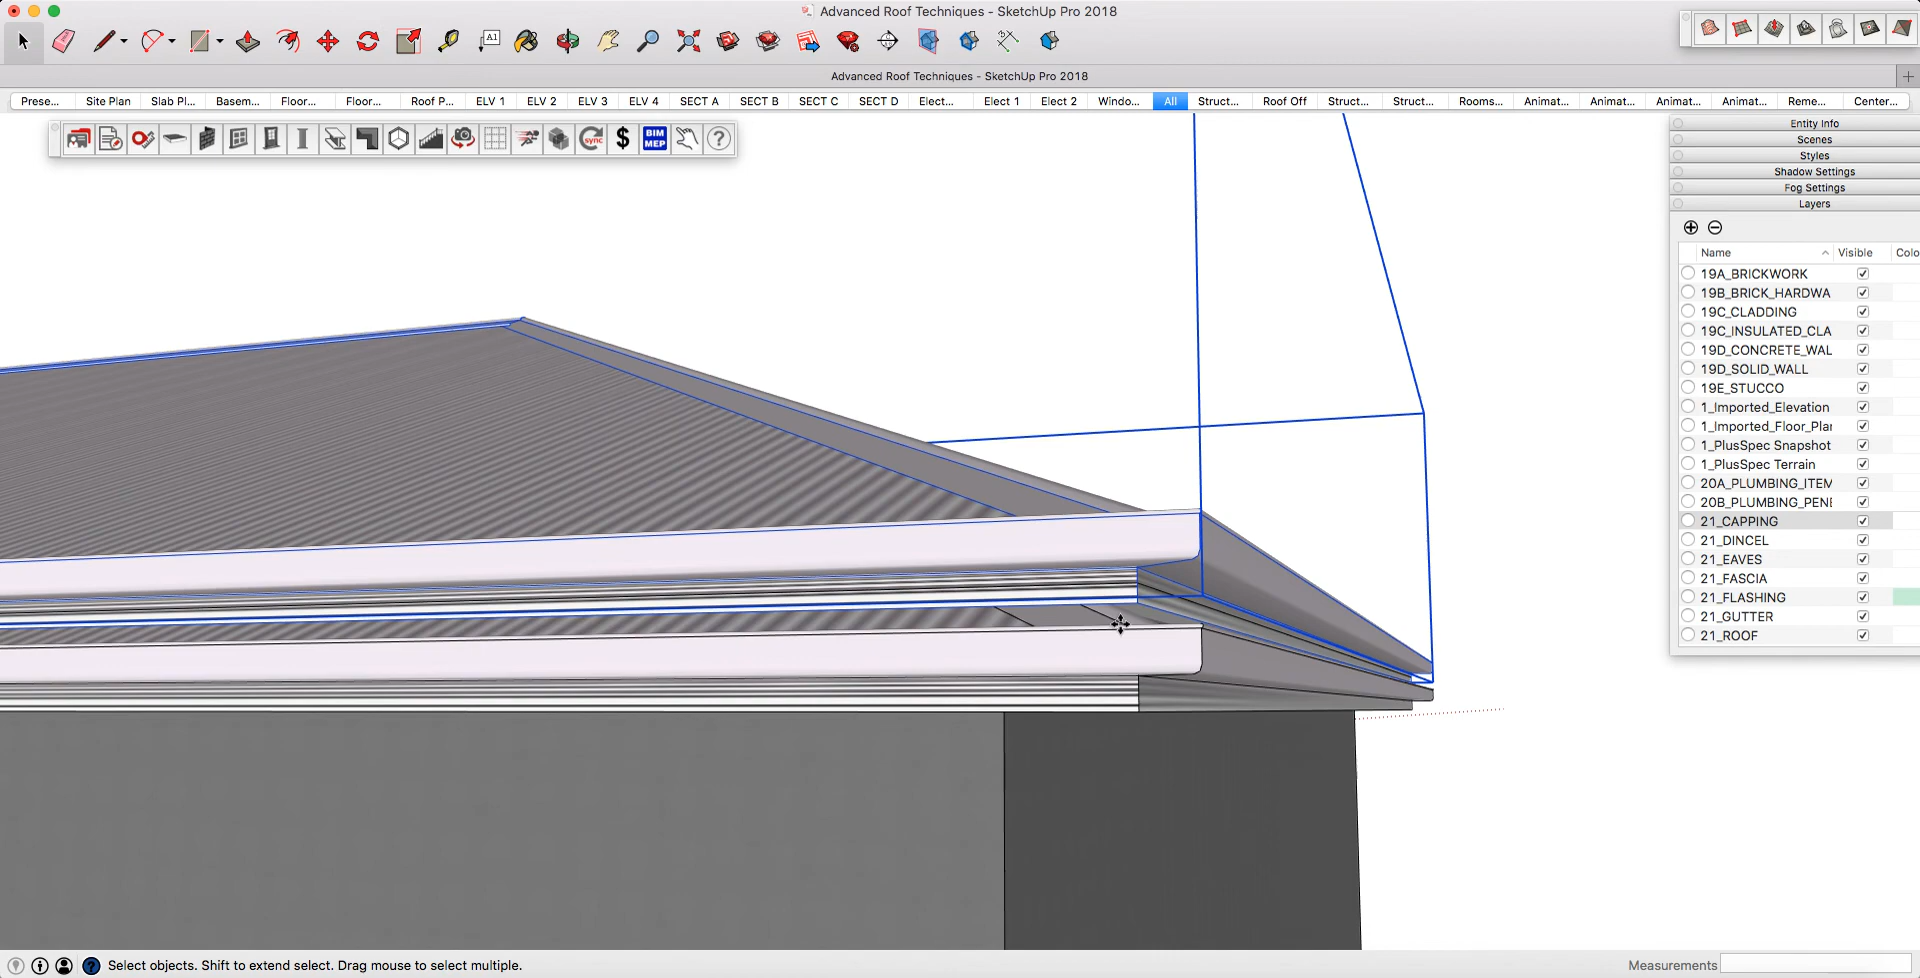 Advanced Roof Techniques - SketchUp Pro 2018
A1
Advanced Roof Techniques - SketchUp Pro 2018
Prese... Site Plan Slab Pl... Basem... Floor... Floor... Roof P... ELV 1 ELV 2 ELV 3 ELV 4 SECT A SECT B SECT C SECT D Elect... Elect 1 Elect 2 Windo... All Struct... Roof Off Struct... Struct... Rooms... Animat... Animat... Animat... Animat... Reme... Center...
sync $ BIM MEP ?
Entity Info
Scenes
Styles
Shadow Settings
Fog Settings
Layers
Name Visible Colo
19A_BRICKWORK
19B_BRICK_HARDWA
19C_CLADDING
19C_INSULATED_CLA
19D_CONCRETE_WAL
19D_SOLID_WALL
19E_STUCCO
1_Imported_Elevation
1_Imported_Floor_Plar
1_PlusSpec Snapshot
1_PlusSpec Terrain
20A_PLUMBING_ITEM
20B_PLUMBING_PENE
21_CAPPING
21_DINCEL
21_EAVES
21_FASCIA
21_FLASHING
21_GUTTER
21_ROOF
? Select objects. Shift to extend select. Drag mouse to select multiple.
Measurements